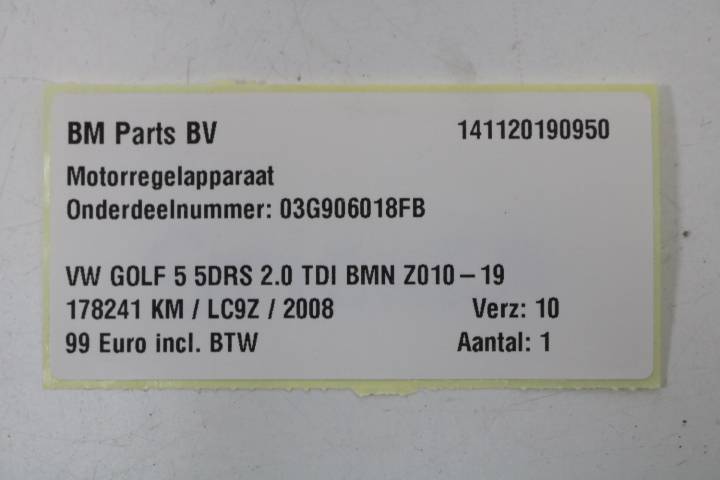 BM Parts BV 141120190950
Motorregelapparaat
Onderdeelnummer: 03G906018FB
VW GOLF 5 5DRS 2.0 TDI BMN Z010-19
178241 KM / LC9Z / 2008 Verz: 10
99 Euro incl. BTW Aantal: 1